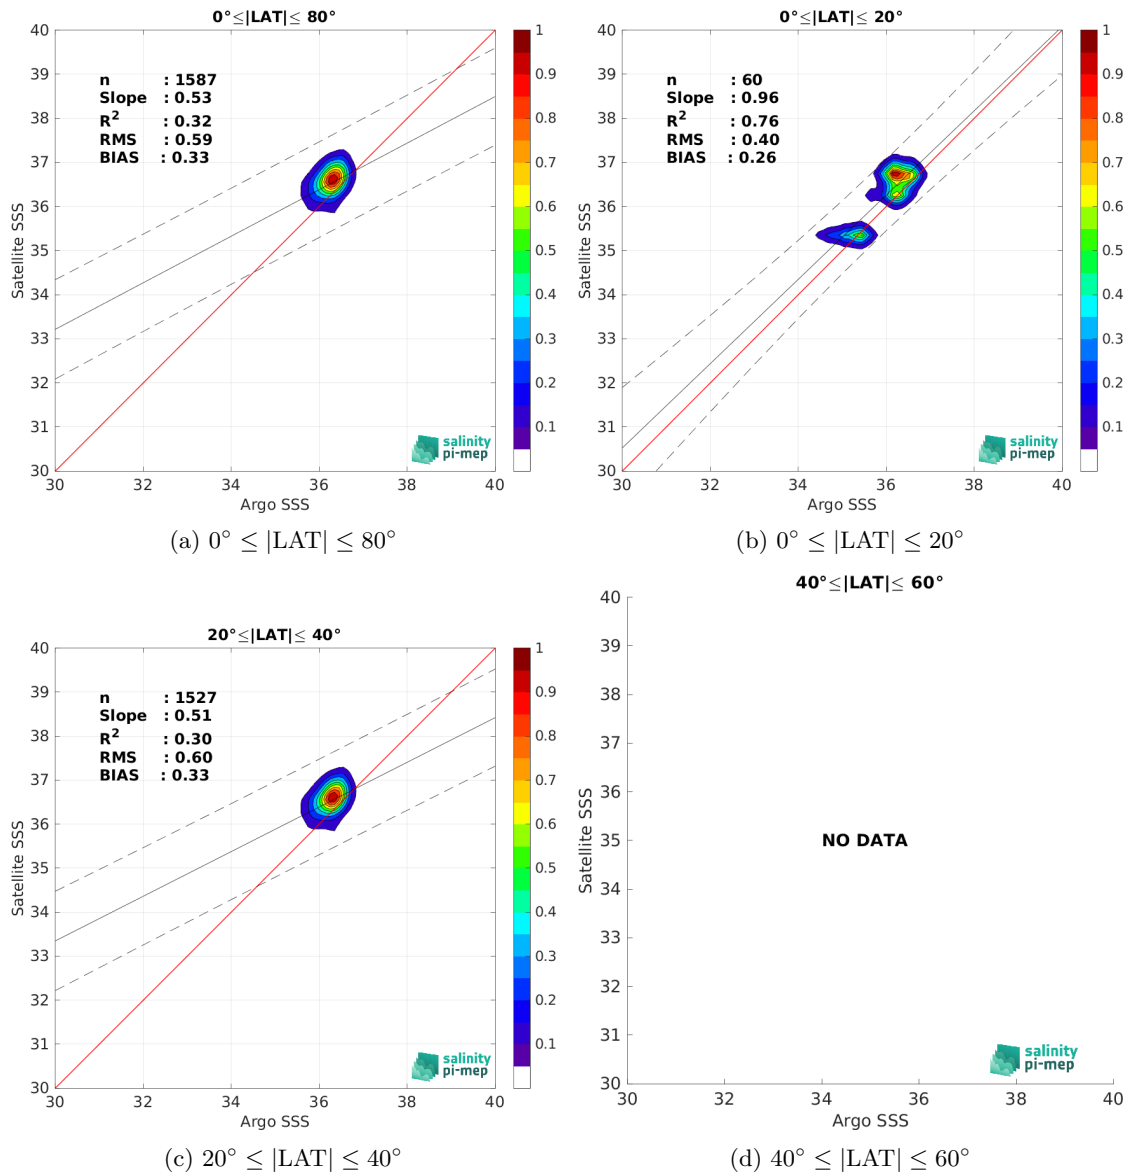 0°≤|LAT|≤ 80°
40
39
38
37
36
35
34
33
32
31
30
Satellite SSS
n : 1587
Slope : 0.53
R² : 0.32
RMS : 0.59
BIAS : 0.33
salinity
pi-mep
30 32 34 36 38 40
Argo SSS
1
0.9
0.8
0.7
0.6
0.5
0.4
0.3
0.2
0.1
(a) 0° ≤ |LAT| ≤ 80°
0°≤|LAT|≤ 20°
40
39
38
37
36
35
34
33
32
31
30
Satellite SSS
n : 60
Slope : 0.96
R² : 0.76
RMS : 0.40
BIAS : 0.26
salinity
pi-mep
30 32 34 36 38 40
Argo SSS
1
0.9
0.8
0.7
0.6
0.5
0.4
0.3
0.2
0.1
(b) 0° ≤ |LAT| ≤ 20°
20°≤|LAT|≤ 40°
40
39
38
37
36
35
34
33
32
31
30
Satellite SSS
n : 1527
Slope : 0.51
R² : 0.30
RMS : 0.60
BIAS : 0.33
salinity
pi-mep
30 32 34 36 38 40
Argo SSS
1
0.9
0.8
0.7
0.6
0.5
0.4
0.3
0.2
0.1
(c) 20° ≤ |LAT| ≤ 40°
40°≤|LAT|≤ 60°
40
39
38
37
36
35
34
33
32
31
30
Satellite SSS
NO DATA
salinity
pi-mep
30 32 34 36 38 40
Argo SSS
(d) 40° ≤ |LAT| ≤ 60°